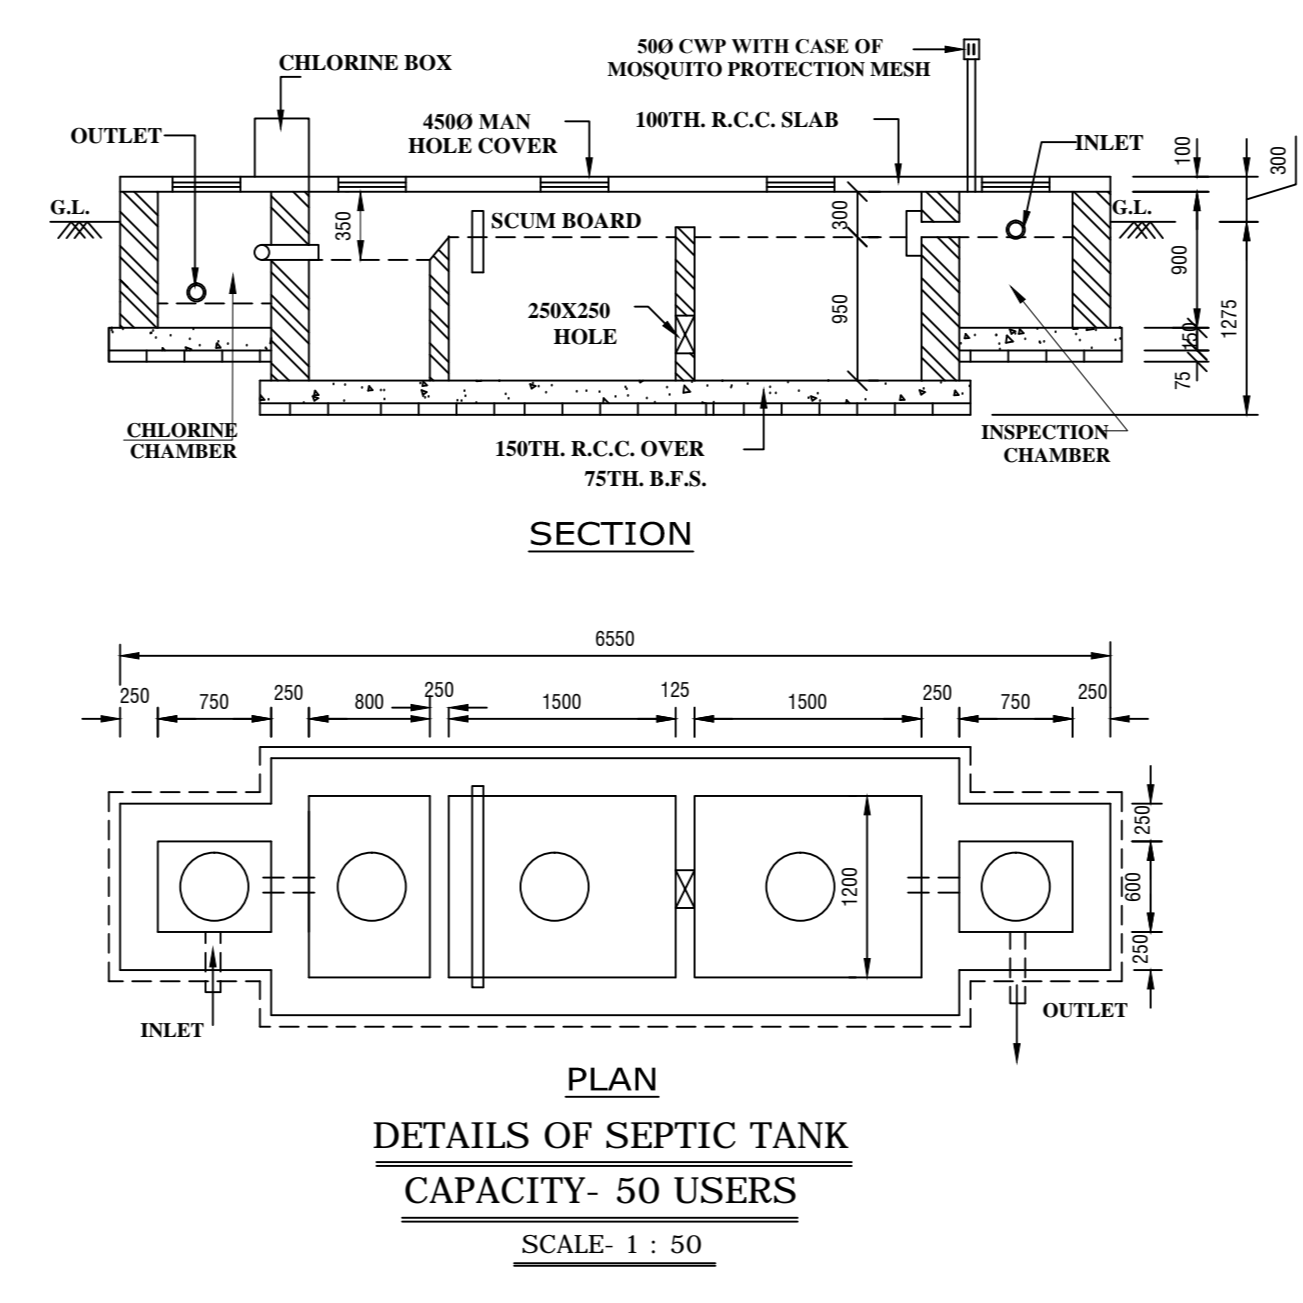 50Ø CWP WITH CASE OF
MOSQUITO PROTECTION MESH
CHLORINE BOX
450Ø MAN
HOLE COVER
100TH. R.C.C. SLAB
OUTLET
INLET
100
300
G.L.
350
SCUM BOARD
300
G.L.
900
250X250
HOLE
950
1275
150
75
CHLORINE
CHAMBER
INSPECTION
CHAMBER
150TH. R.C.C. OVER
75TH. B.F.S.
SECTION
6550
250
750
250
800
250
1500
125
1500
250
750
250
250
1200
600
250
INLET
OUTLET
PLAN
DETAILS OF SEPTIC TANK
CAPACITY- 50 USERS
SCALE- 1 : 50